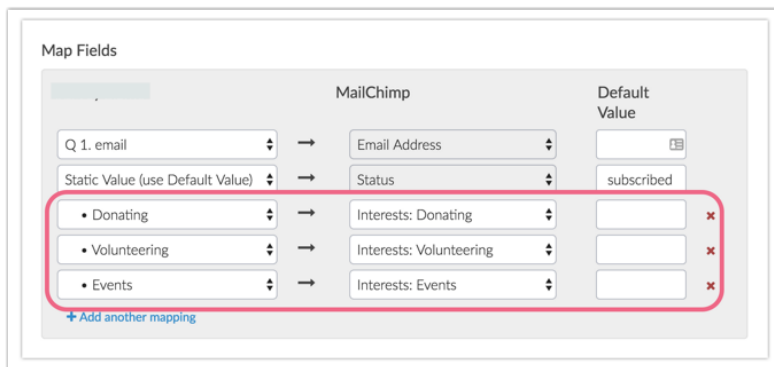 Map Fields
MailChimp
Default
Value
Q 1. email → Email Address
Static Value (use Default Value) → Status subscribed
• Donating → Interests: Donating
• Volunteering → Interests: Volunteering
• Events → Interests: Events
+ Add another mapping